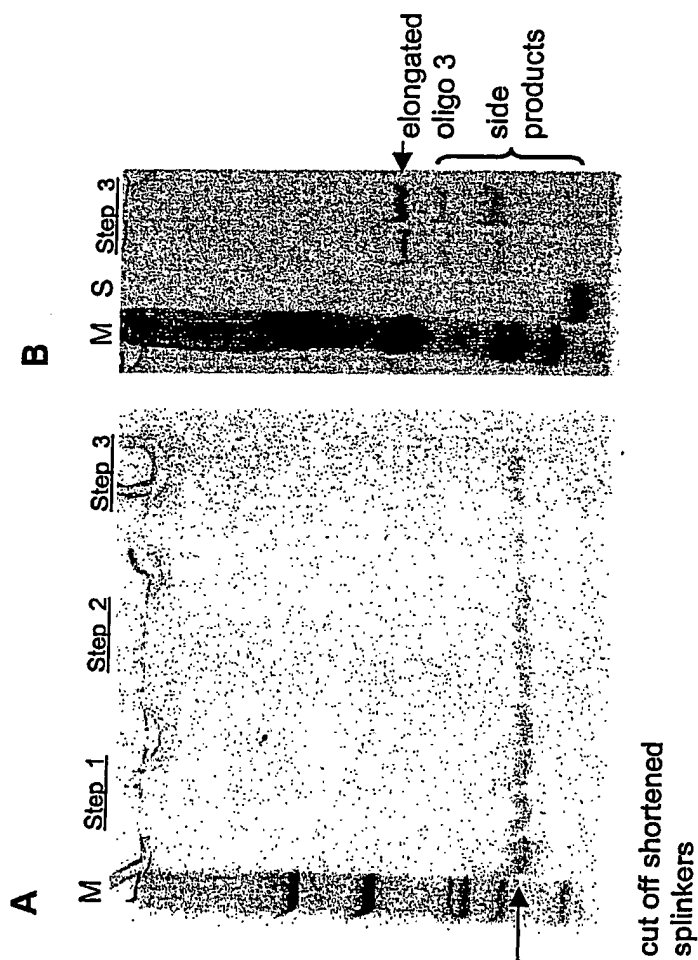 A
M
Step 1
Step 2
Step 3
cut off shortened
splinkers
B
M
S
Step 3
elongated
oligo 3
side
products